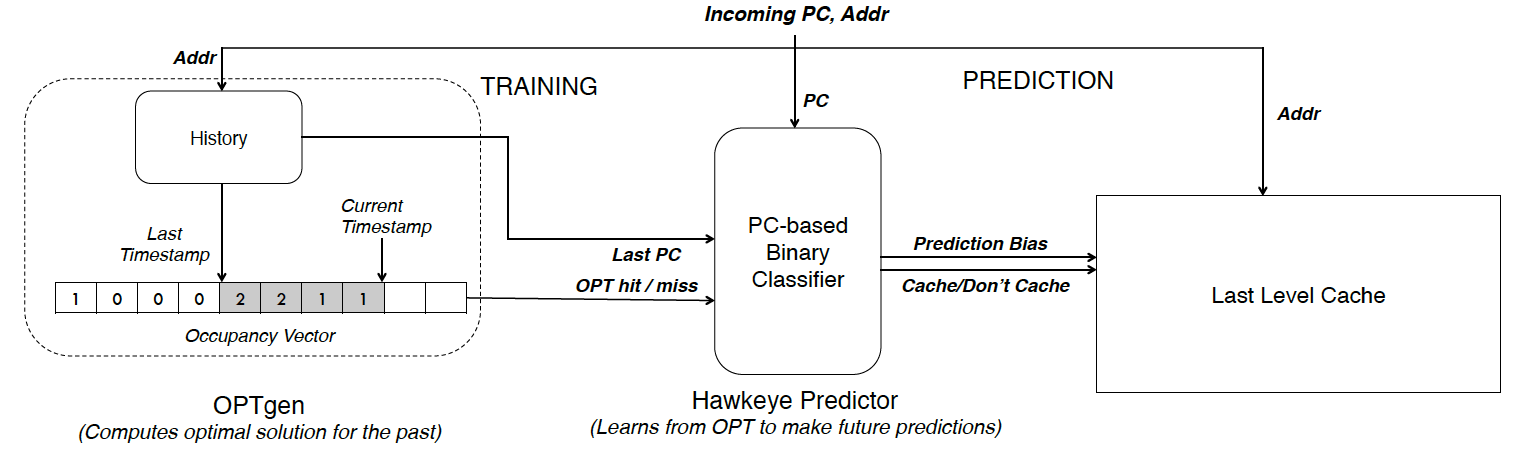 Incoming PC, Addr
Addr
TRAINING
PREDICTION
PC
Addr
History
Last
Timestamp
Current
Timestamp
Last PC
OPT hit / miss
PC-based
Binary
Classifier
Prediction Bias
Cache/Don't Cache
Last Level Cache
1 0 0 0 2 2 1 1
Occupancy Vector
OPTgen
(Computes optimal solution for the past)
Hawkeye Predictor
(Learns from OPT to make future predictions)